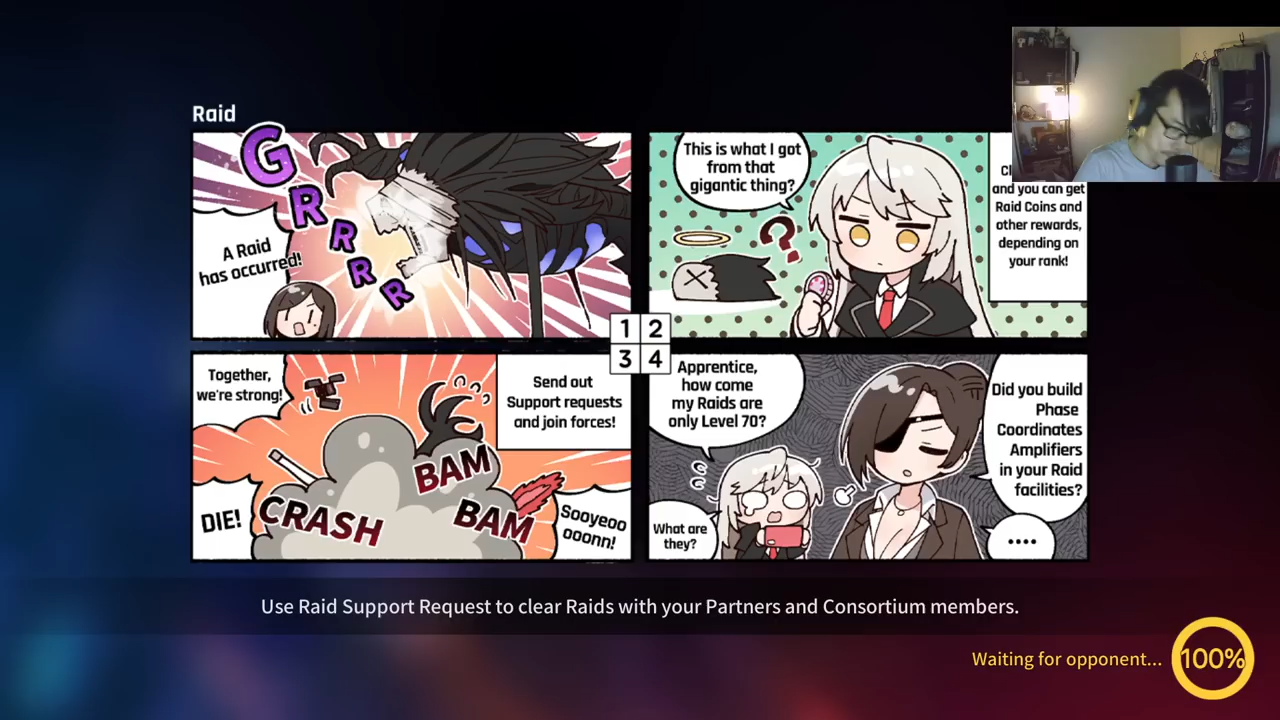 Raid
GRRRR
A Raid
has occurred!
This is what I got
from that
gigantic thing?
and you can get
Raid Coins and
other rewards,
depending on
your rank!
1 2
3 4
Together,
we're strong!
Send out
Support requests
and join forces!
DIE!
CRASH
BAM
BAM
Sooyeoo
ooonn!
Apprentice,
how come
my Raids are
only Level 70?
Did you build
Phase
Coordinates
Amplifiers
in your Raid
facilities?
What are
they?
....
Use Raid Support Request to clear Raids with your Partners and Consortium members.
Waiting for opponent... 100%